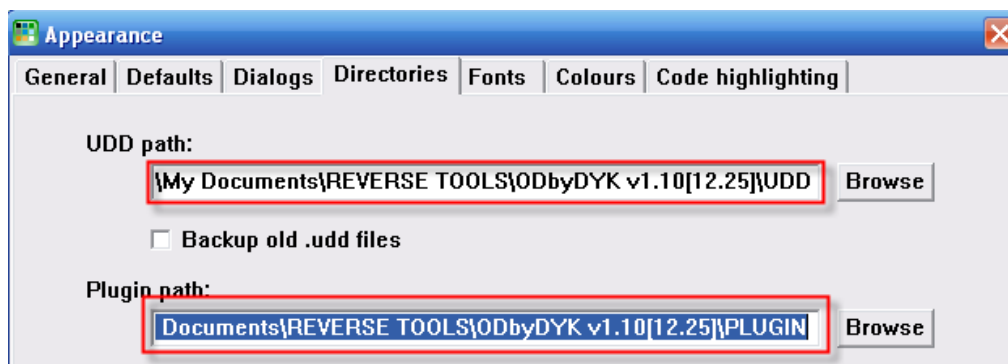 Appearance
General Defaults Dialogs Directories Fonts Colours Code highlighting
UDD path:
\My Documents\REVERSE TOOLS\ODbyDYK v1.10[12.25]\UDD Browse
Backup old .udd files
Plugin path:
Documents\REVERSE TOOLS\ODbyDYK v1.10[12.25]\PLUGIN Browse